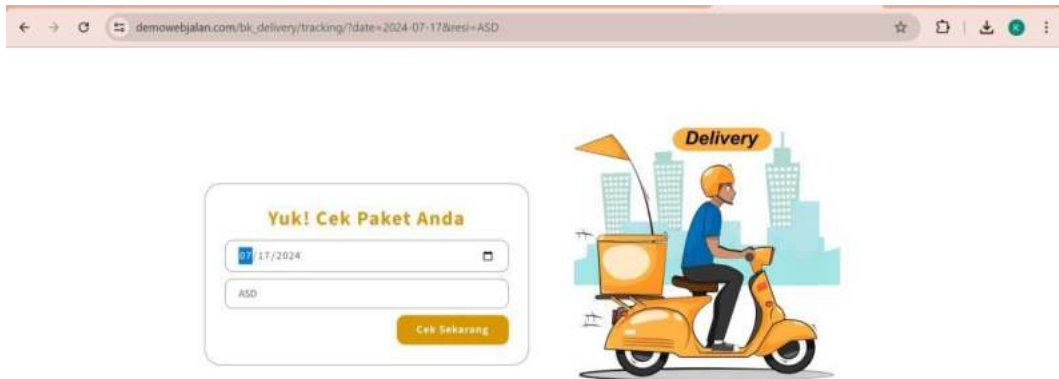 demowebjalan.com/bk_delivery/tracking/?date=2024-07-17&resi=ASD
Delivery
Yuk! Cek Paket Anda
07/17/2024
ASD
Cek Sekarang